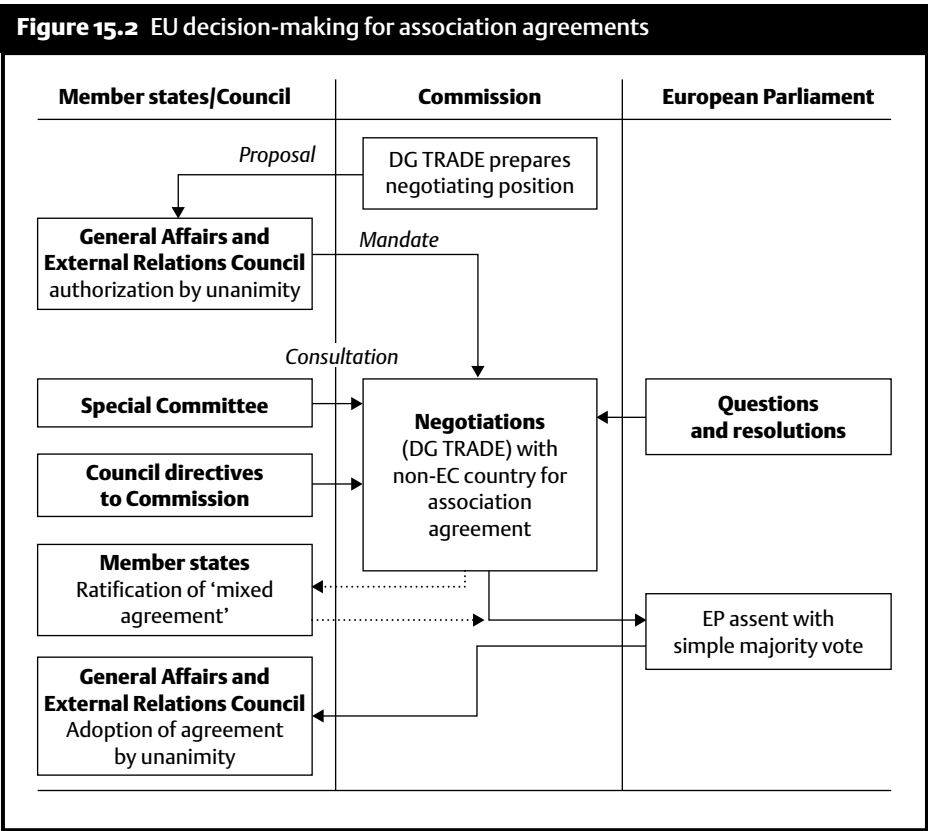 Figure 15.2 EU decision-making for association agreements
Member states/Council
Commission
European Parliament
Proposal
DG TRADE prepares
negotiating position
General Affairs and
External Relations Council
authorization by unanimity
Mandate
Consultation
Special Committee
Council directives
to Commission
Negotiations
(DG TRADE) with
non-EC country for
association
agreement
Questions
and resolutions
Member states
Ratification of ‘mixed
agreement’
EP assent with
simple majority vote
General Affairs and
External Relations Council
Adoption of agreement
by unanimity